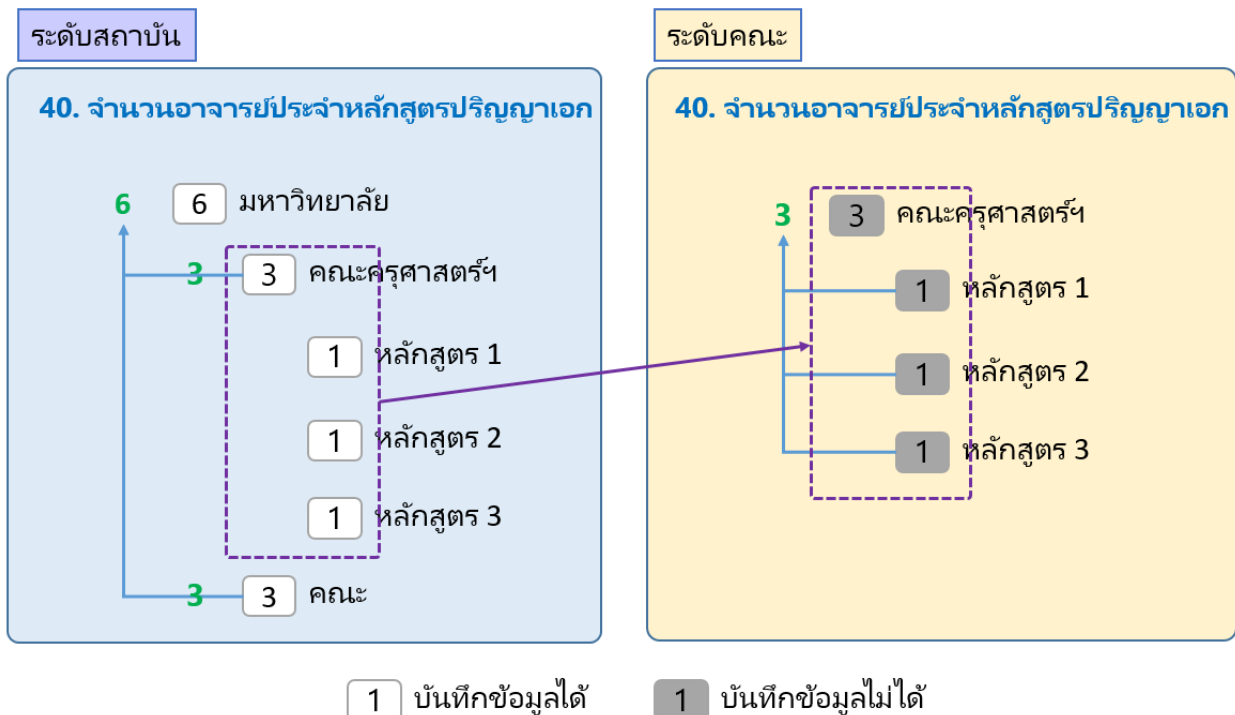 ระดับสถาบัน
40. จำนวนอาจารย์ประจำหลักสูตรปริญญาเอก
6 6 มหาวิทยาลัย
3 3 คณะครุศาสตร์ฯ
1 หลักสูตร 1
1 หลักสูตร 2
1 หลักสูตร 3
3 3 คณะ
ระดับคณะ
40. จำนวนอาจารย์ประจำหลักสูตรปริญญาเอก
3 3 คณะครุศาสตร์ฯ
1 หลักสูตร 1
1 หลักสูตร 2
1 หลักสูตร 3
1 บันทึกข้อมูลได้
1 บันทึกข้อมูลไม่ได้